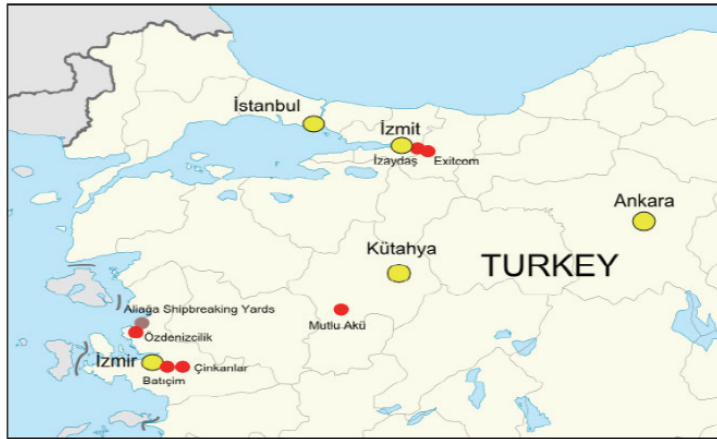 İstanbul
İzmit
İzaydaş
Exitcom
Ankara
Kütahya
TURKEY
Aliağa Shipbreaking Yards
Mutlu Akü
Özdenizcilik
İzmir
Batıçim
Çinkanlar